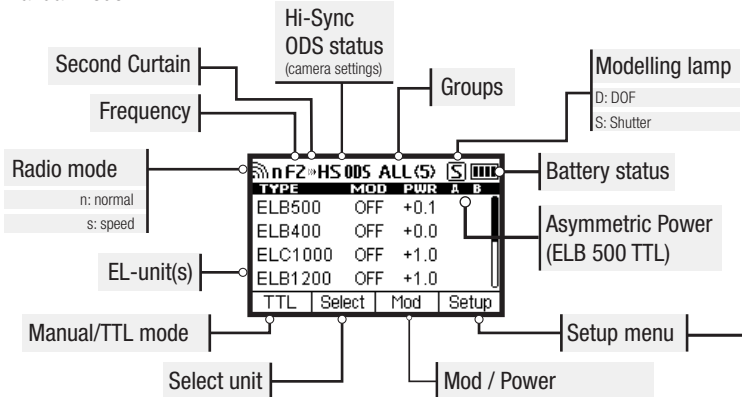 Hi-Sync
ODS status
(camera settings)
Second Curtain
Frequency
Groups
Modelling lamp
D: DOF
S: Shutter
Radio mode
n: normal
s: speed
n F2 HS ODS ALL(5) S
Battery status
TYPE MOD PWR A B
ELB500 OFF +0.1
ELB400 OFF +0.0
ELC1000 OFF +1.0
ELB1200 OFF +1.0
Asymmetric Power
(ELB 500 TTL)
EL-unit(s)
TTL Select Mod Setup
Manual/TTL mode
Setup menu
Select unit
Mod / Power